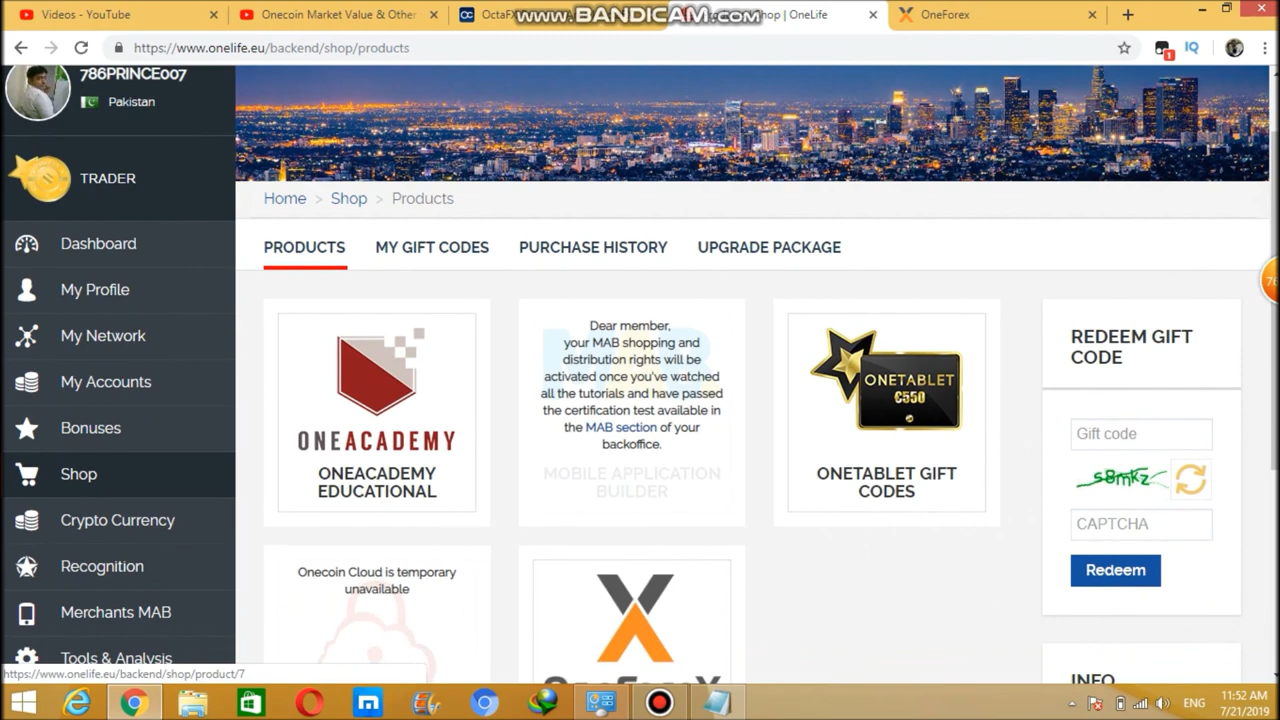 Videos - YouTube
Onecoin Market Value & Other
OctaFX
www.BANDICAM.com
hop | OneLife
OneForex
https://www.onelife.eu/backend/shop/products
1
IQ
786PRINCE007
Pakistan
TRADER
Dashboard
My Profile
My Network
My Accounts
Bonuses
Shop
Crypto Currency
Recognition
Merchants MAB
Tools & Analysis
Home > Shop > Products
PRODUCTS
MY GIFT CODES
PURCHASE HISTORY
UPGRADE PACKAGE
ONEACADEMY
ONEACADEMY
EDUCATIONAL
Dear member,
your MAB shopping and
distribution rights will be
activated once you've watched
all the tutorials and have passed
the certification test available in
the MAB section of your
backoffice.
MOBILE APPLICATION
BUILDER
ONETABLET
€550
ONETABLET GIFT
CODES
REDEEM GIFT
CODE
Gift code
s8mkz
CAPTCHA
Redeem
Onecoin Cloud is temporary
unavailable
X
OneForex
INFO
https://www.onelife.eu/backend/shop/product/7
ENG
11:52 AM
7/21/2019